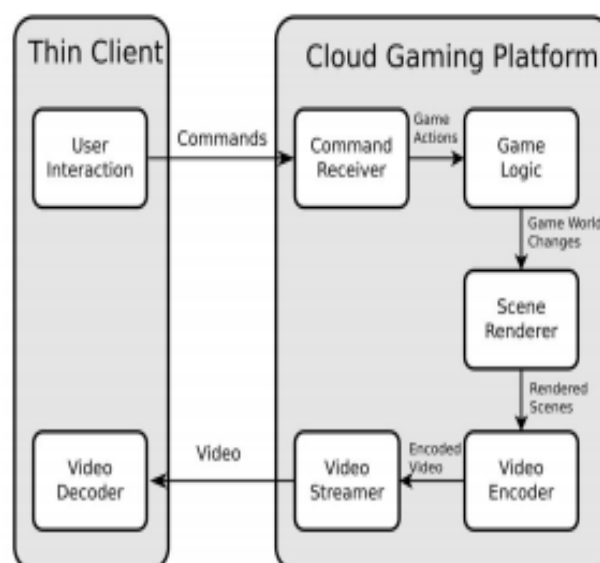 Thin Client
Cloud Gaming Platform
User
Interaction
Commands
Command
Receiver
Game
Actions
Game
Logic
Game World
Changes
Scene
Renderer
Rendered
Scenes
Video
Decoder
Video
Video
Streamer
Encoded
Video
Video
Encoder